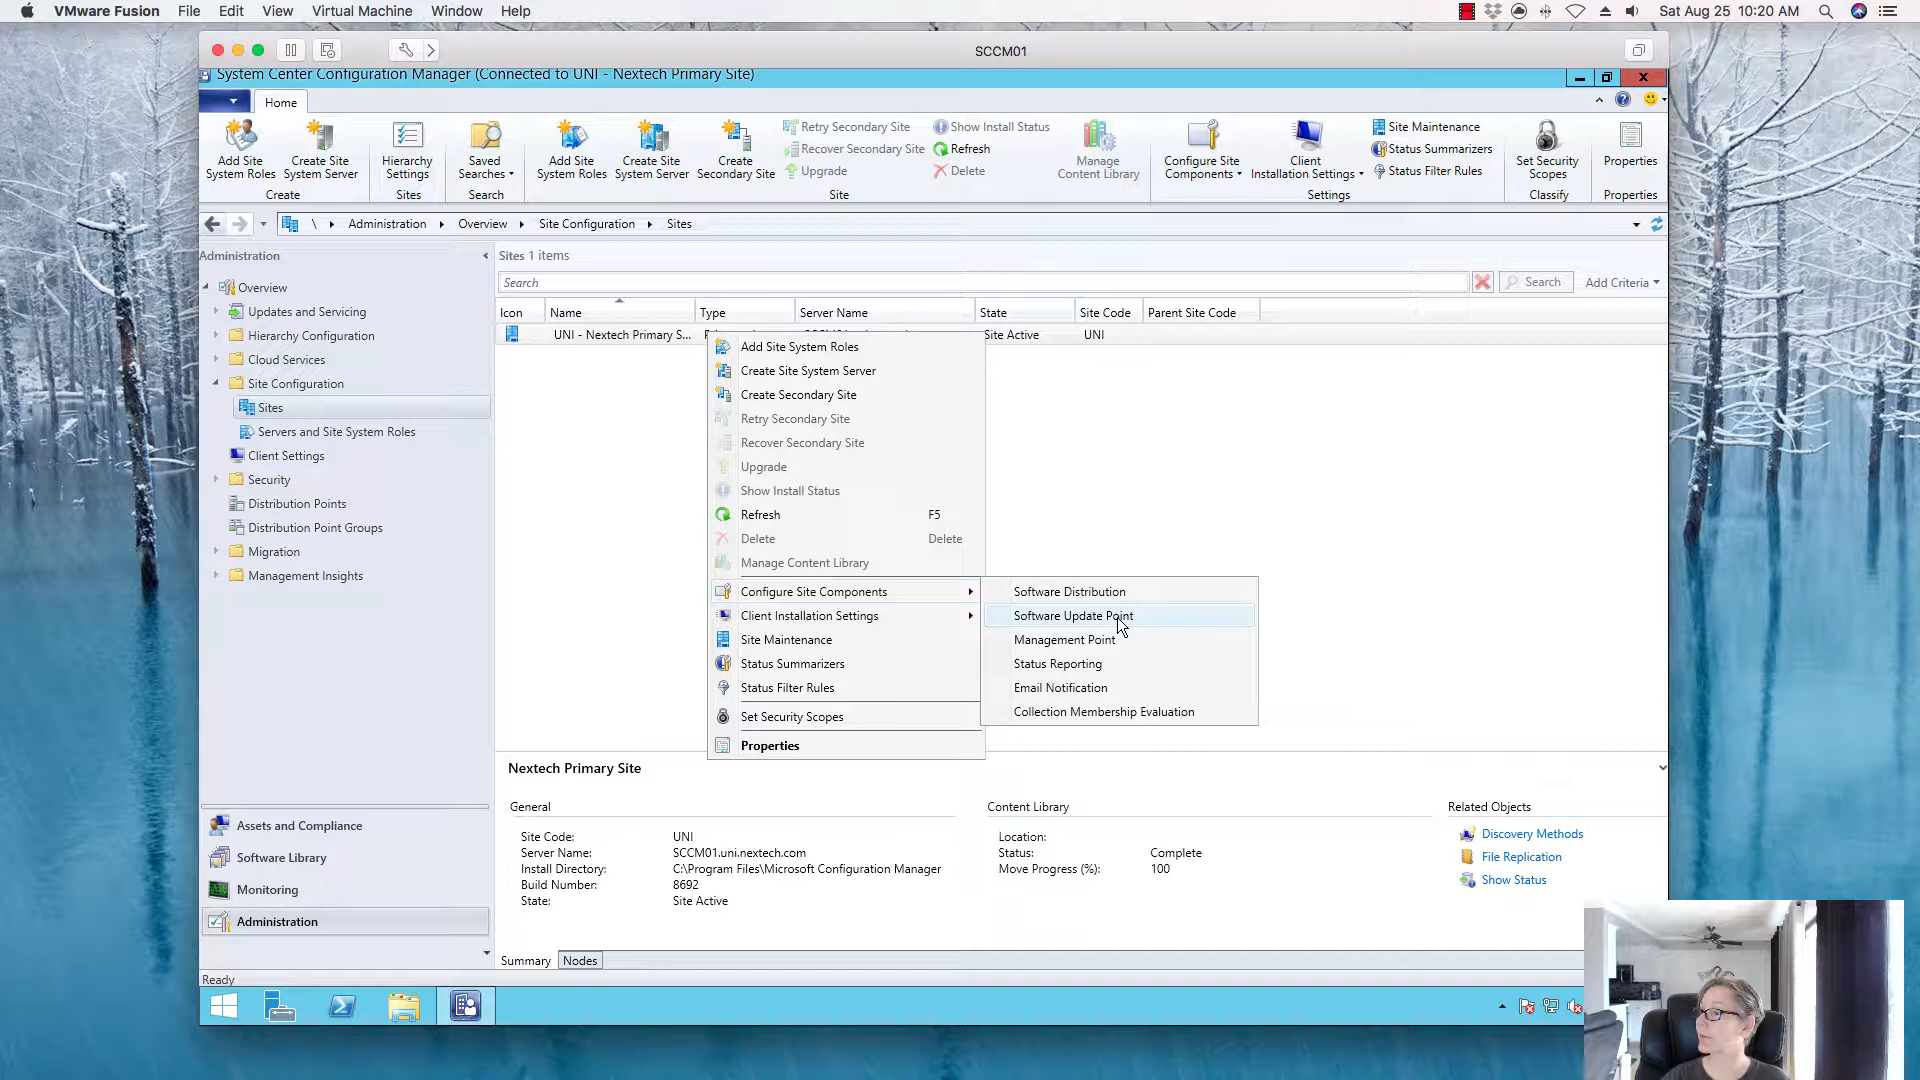 VMware Fusion File Edit View Virtual Machine Window Help Sat Aug 25 10:20 AM
SCCM01
System Center Configuration Manager (Connected to UNI - Nextech Primary Site)
Home
Add Site
System Roles
Create Site
System Server
Create
Hierarchy
Settings
Sites
Saved
Searches
Search
Add Site
System Roles
Create Site
System Server
Create
Secondary Site
Retry Secondary Site
Recover Secondary Site
Upgrade
Show Install Status
Refresh
Delete
Site
Manage
Content Library
Configure Site
Components
Client
Installation Settings
Site Maintenance
Status Summarizers
Status Filter Rules
Settings
Set Security
Scopes
Classify
Properties
Properties
\ Administration Overview Site Configuration Sites
Administration
Overview
Updates and Servicing
Hierarchy Configuration
Cloud Services
Site Configuration
Sites
Servers and Site System Roles
Client Settings
Security
Distribution Points
Distribution Point Groups
Migration
Management Insights
Assets and Compliance
Software Library
Monitoring
Administration
Sites 1 items
Search Search Add Criteria
Icon Name Type Server Name State Site Code Parent Site Code
UNI - Nextech Primary S... Site Active UNI
Add Site System Roles
Create Site System Server
Create Secondary Site
Retry Secondary Site
Recover Secondary Site
Upgrade
Show Install Status
Refresh F5
Delete Delete
Manage Content Library
Configure Site Components
Client Installation Settings
Site Maintenance
Status Summarizers
Status Filter Rules
Set Security Scopes
Properties
Software Distribution
Software Update Point
Management Point
Status Reporting
Email Notification
Collection Membership Evaluation
Nextech Primary Site
General
Site Code: UNI
Server Name: SCCM01.uni.nextech.com
Install Directory: C:\Program Files\Microsoft Configuration Manager
Build Number: 8692
State: Site Active
Content Library
Location:
Status: Complete
Move Progress (%): 100
Related Objects
Discovery Methods
File Replication
Show Status
Summary Nodes
Ready